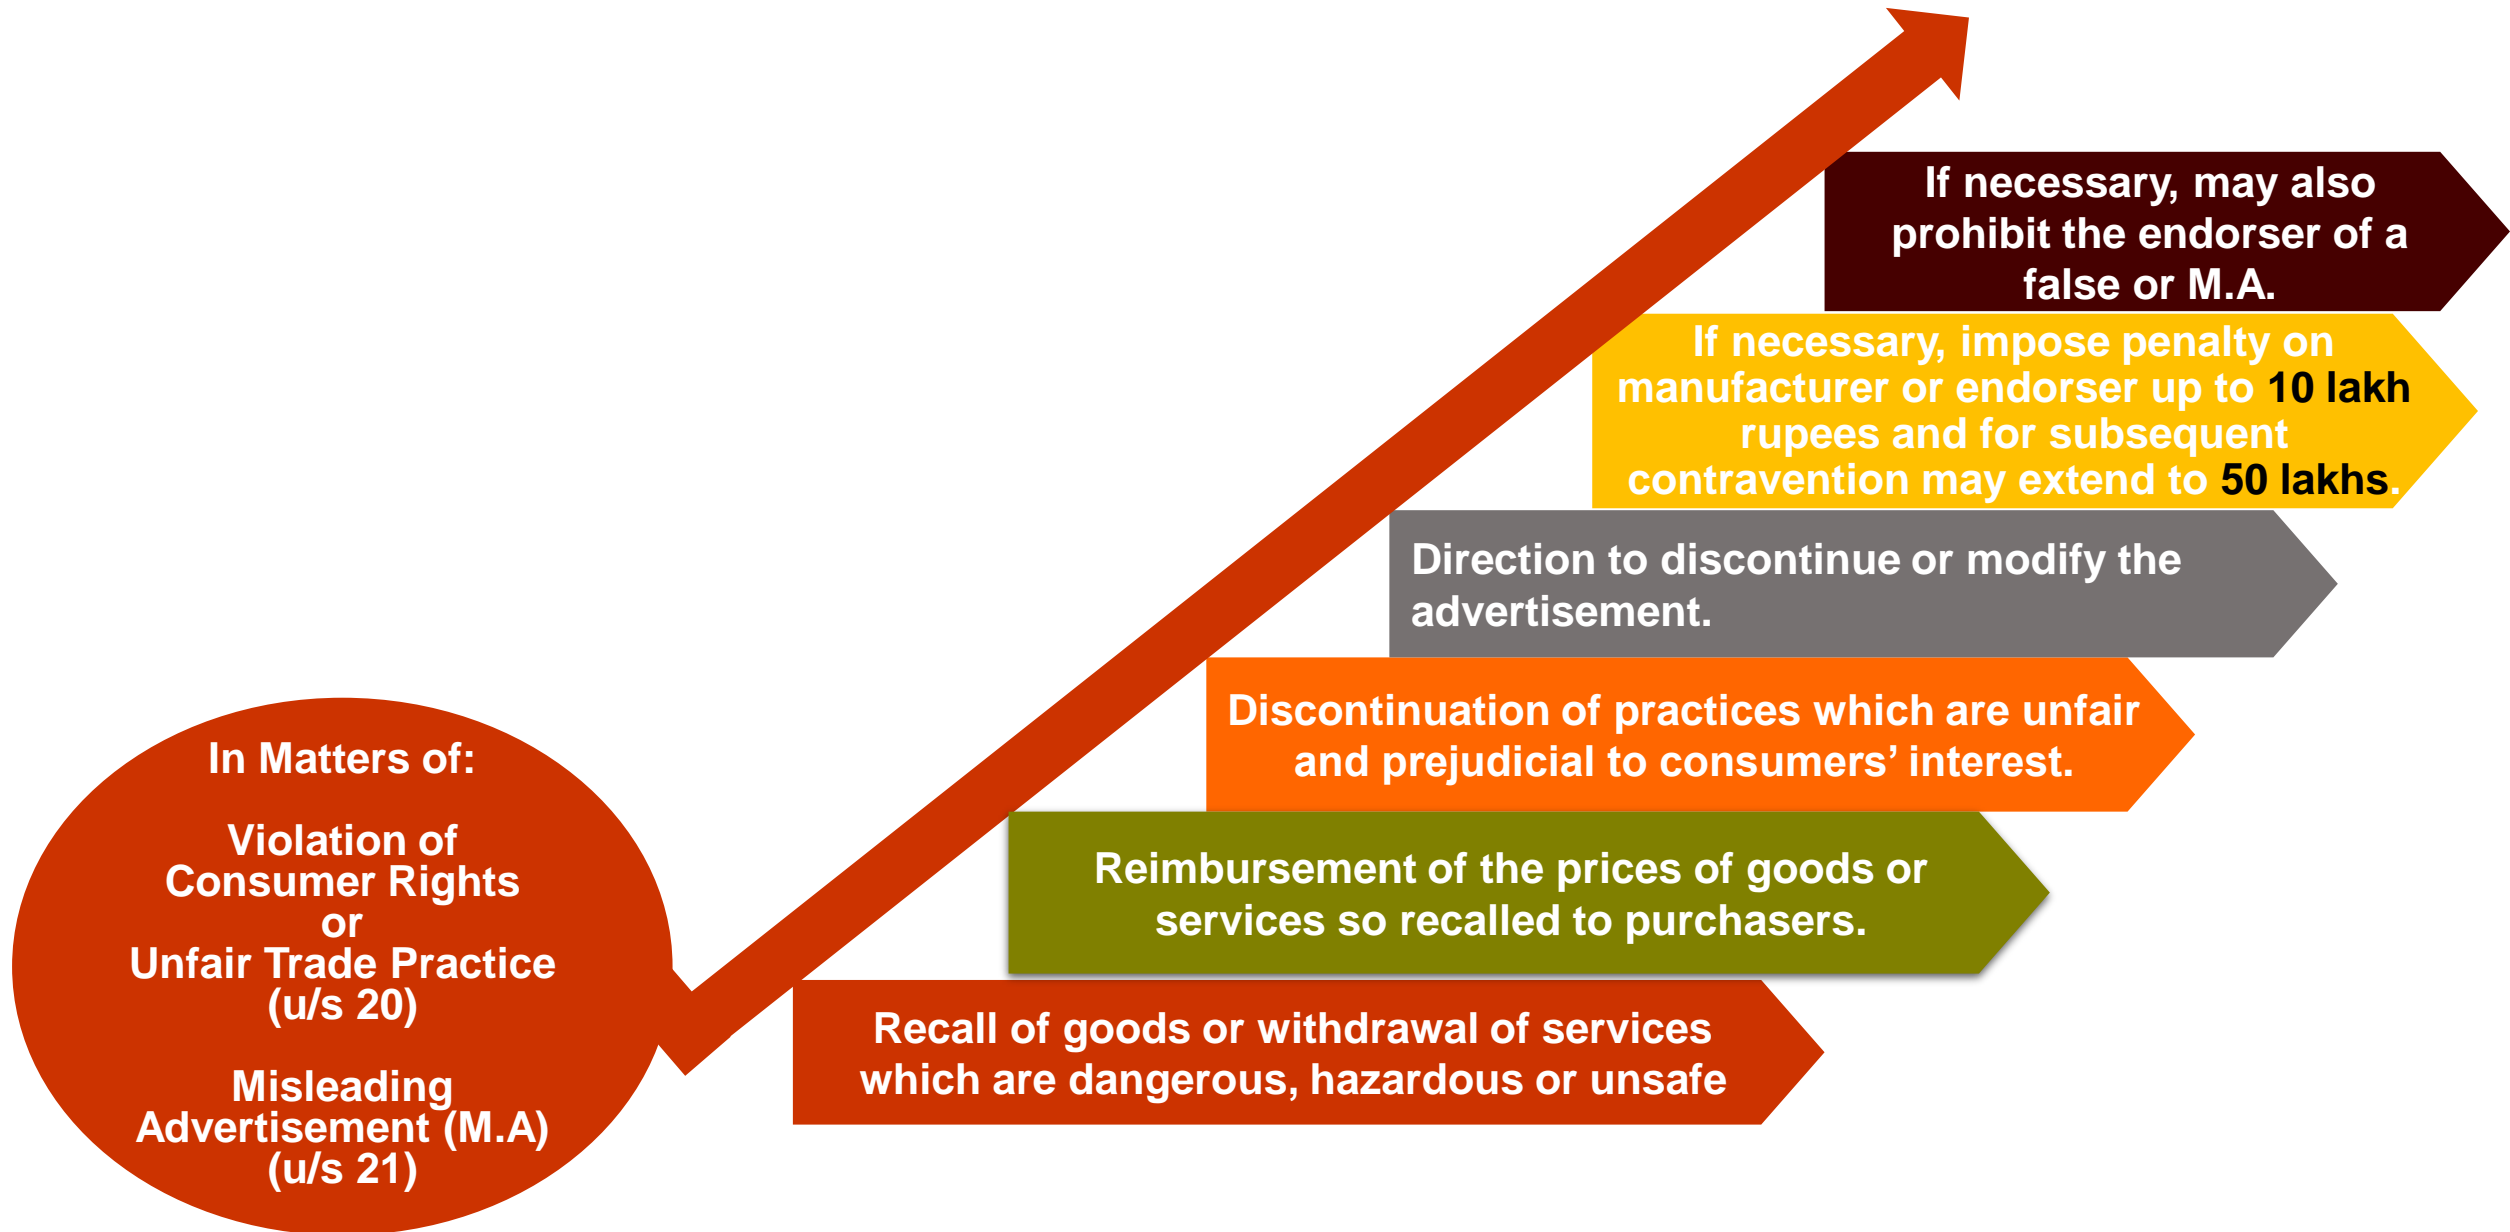 If necessary, may also
prohibit the endorser of a
false or M.A.
If necessary, impose penalty on
manufacturer or endorser up to 10 lakh
rupees and for subsequent
contravention may extend to 50 lakhs.
Direction to discontinue or modify the
advertisement.
Discontinuation of practices which are unfair
and prejudicial to consumers’ interest.
Reimbursement of the prices of goods or
services so recalled to purchasers.
Recall of goods or withdrawal of services
which are dangerous, hazardous or unsafe
In Matters of:
Violation of
Consumer Rights
or
Unfair Trade Practice
(u/s 20)
Misleading
Advertisement (M.A)
(u/s 21)